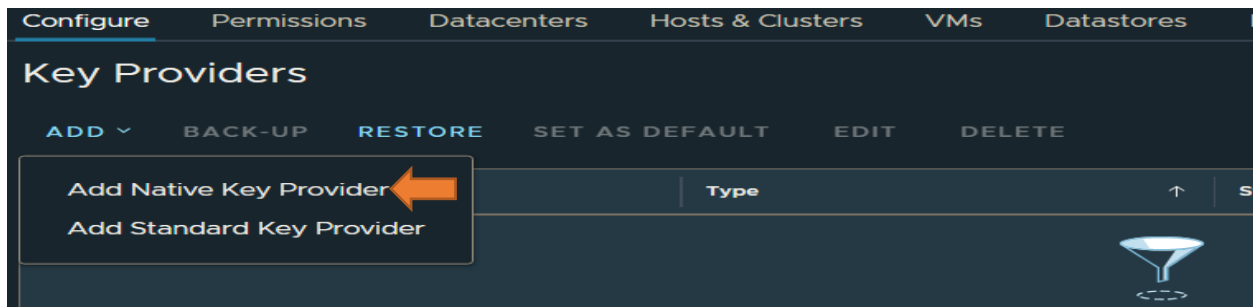 Configure Permissions Datacenters Hosts & Clusters VMs Datastores
Key Providers
ADD BACK-UP RESTORE SET AS DEFAULT EDIT DELETE
Add Native Key Provider
Type
Add Standard Key Provider